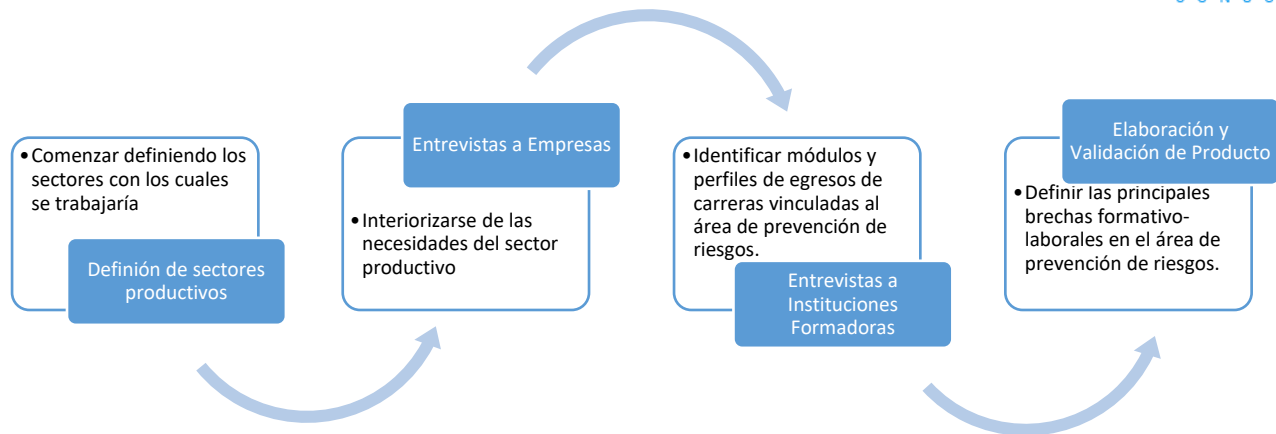 • Comenzar definiendo los
sectores con los cuales
se trabajaría
Definión de sectores
productivos
Entrevistas a Empresas
• Interiorizarse de las
necesidades del sector
productivo
• Identificar módulos y
perfiles de egresos de
carreras vinculadas al
área de prevención de
riesgos.
Entrevistas a
Instituciones
Formadoras
Elaboración y
Validación de Producto
• Definir las principales
brechas formativo-
laborales en el área de
prevención de riesgos.